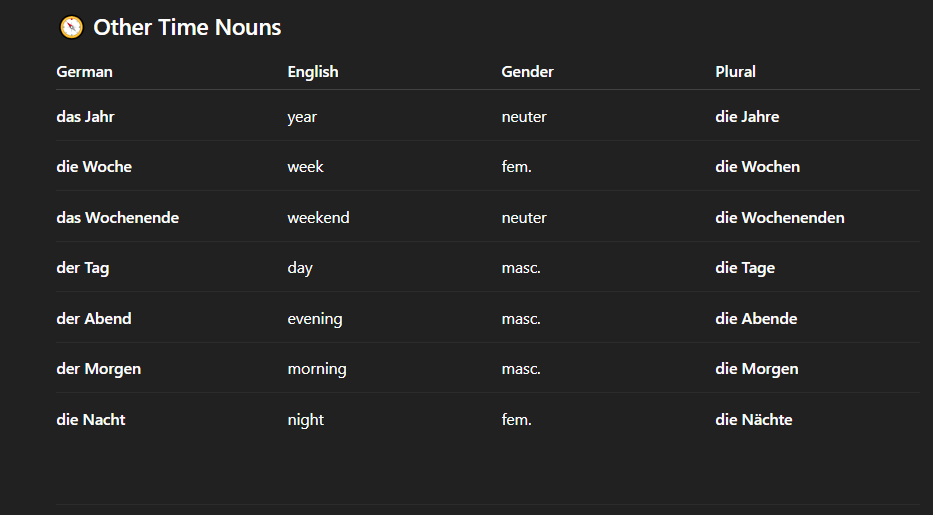 Other Time Nouns
German English Gender Plural
das Jahr year neuter die Jahre
die Woche week fem. die Wochen
das Wochenende weekend neuter die Wochenenden
der Tag day masc. die Tage
der Abend evening masc. die Abende
der Morgen morning masc. die Morgen
die Nacht night fem. die Nächte